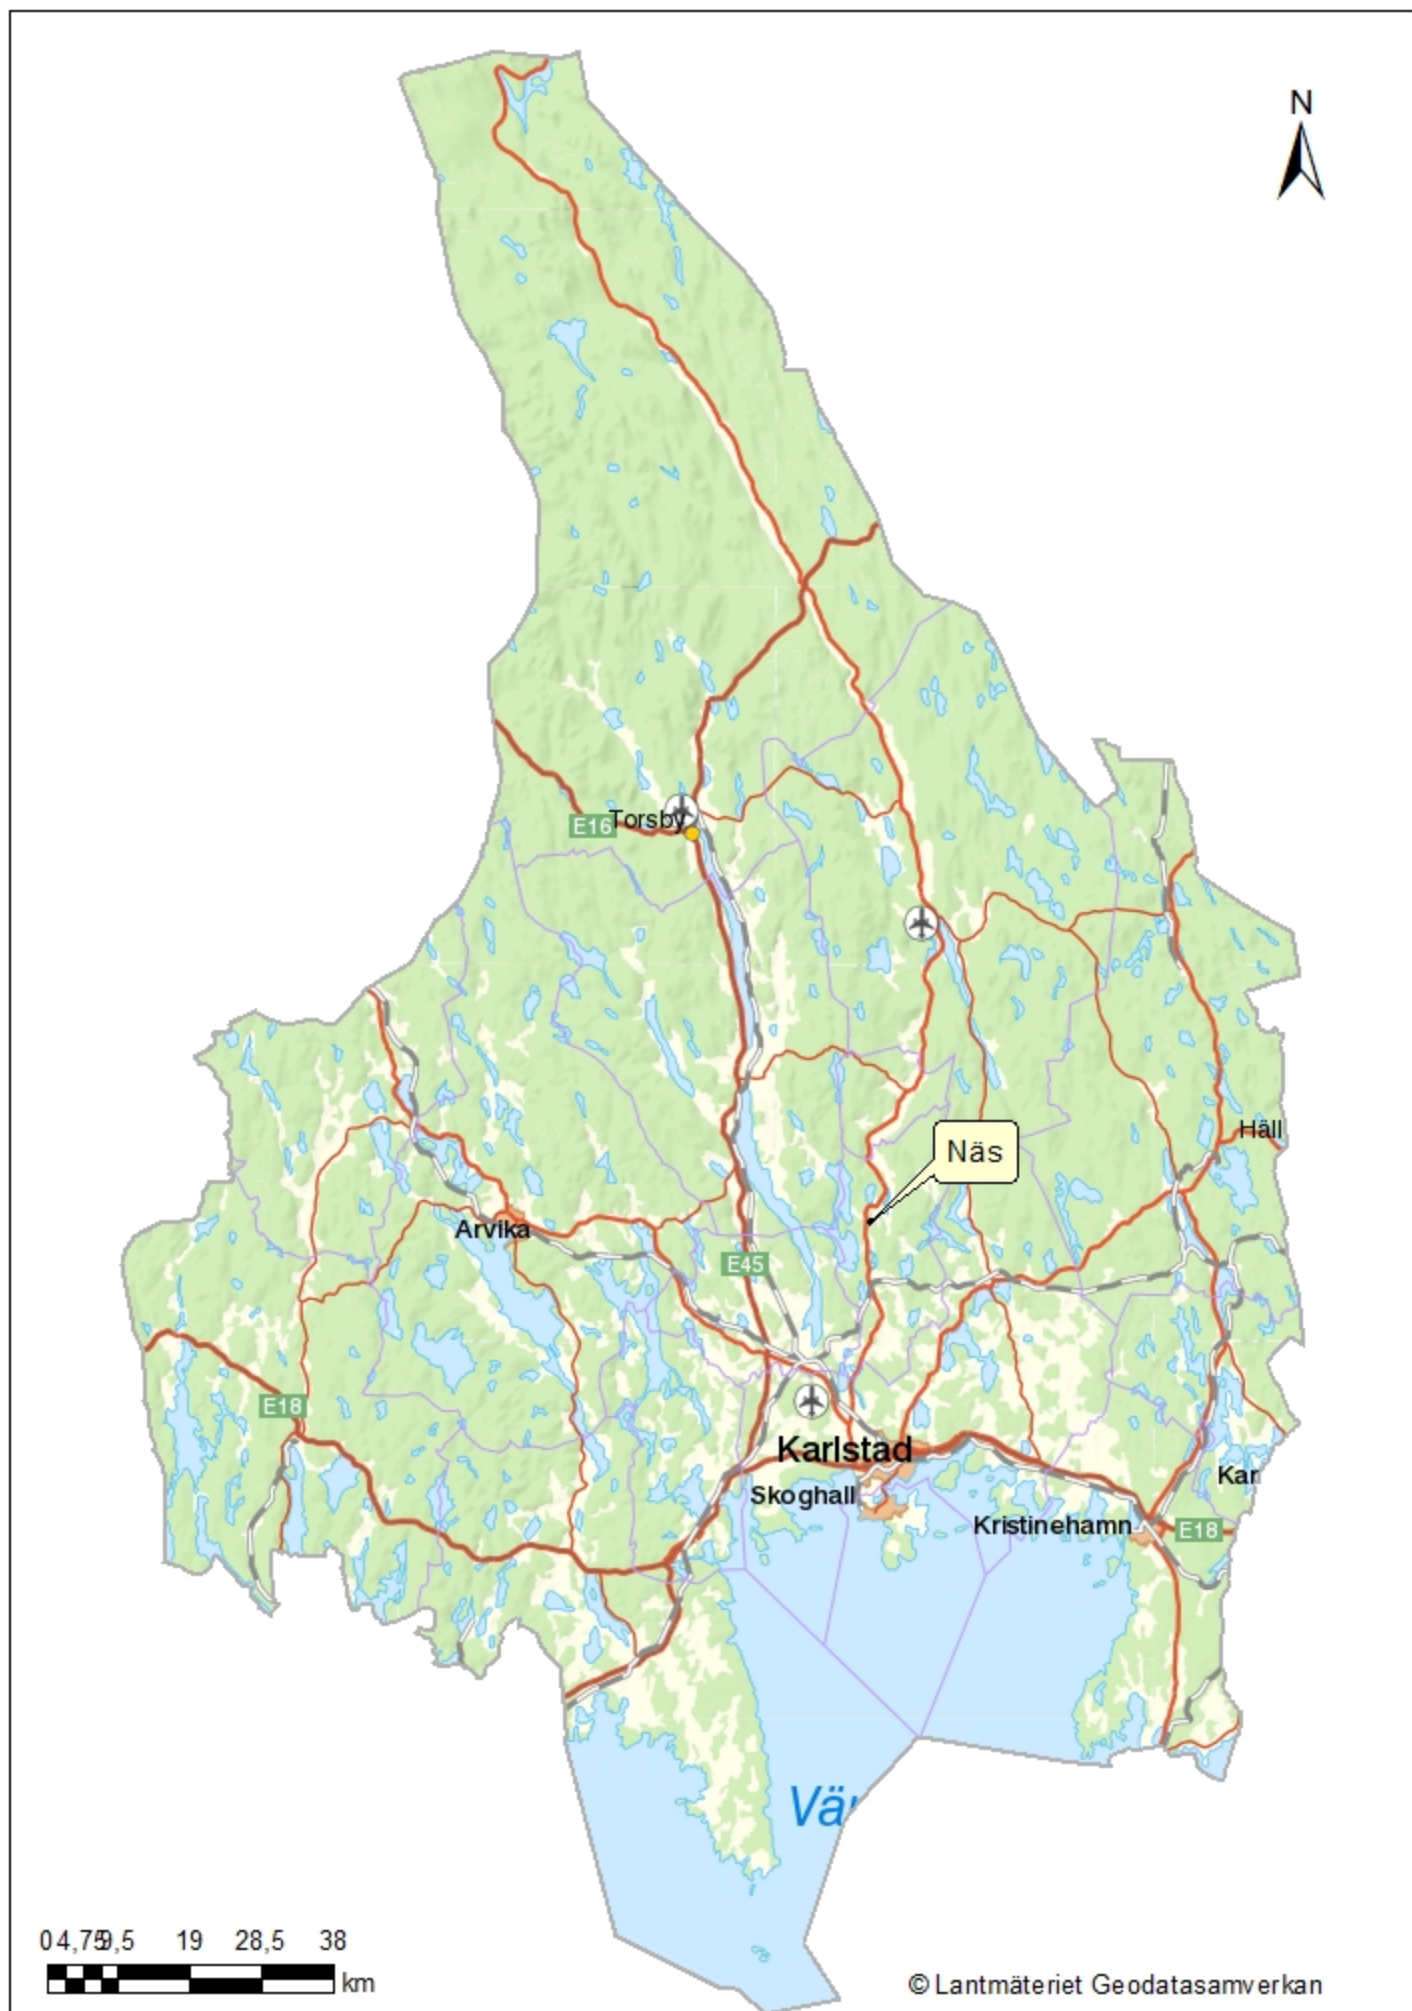 N
E16
Torsby
Näs
Häll
Arvika
E45
E18
Karlstad
Kar
Skoghall
Kristinehamn
E18
Vä
0 4,75 9,5 19 28,5 38
km
© Lantmäteriet Geodatasamverkan